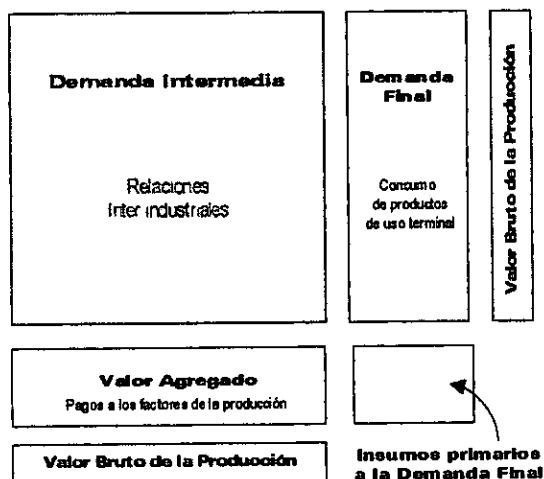 Demanda Intermedia
Relaciones
Inter industriales
Demanda
Final
Consumo
de productos
de uso terminal
Valor Bruto de la Producción
Valor Agregado
Pagos a los factores de la producción
Valor Bruto de la Producción
Insumos primarios
a la Demanda Final